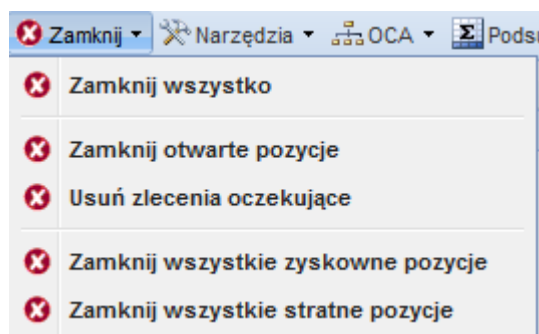 Zamknij Narzędzia OCA Σ
Zamknij wszystko
Zamknij otwarte pozycje
Usuń zlecenia oczekujące
Zamknij wszystkie zyskowne pozycje
Zamknij wszystkie stratne pozycje